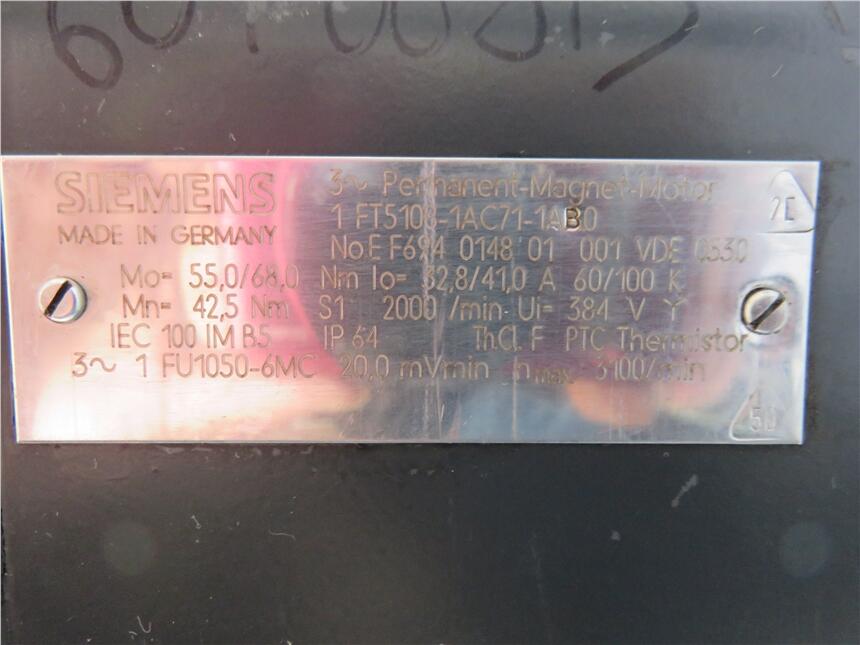 SIEMENS
MADE IN GERMANY
3~ Permanent-Magnet-Motor
1 FT5108-1AC71-1AB0
No.E F694 0148 01 001 VDE 0530
Mo= 55,0/68,0 Nm Io= 32,8/41,0 A 60/100 K
Mn= 42,5 Nm S1 2000 /min Ui= 384 V Y
IEC 100 IM B5 IP 64 Th.Cl. F PTC Thermistor
3~ 1 FU1050-6MC 20,0 mVmin nmax. 3100/min